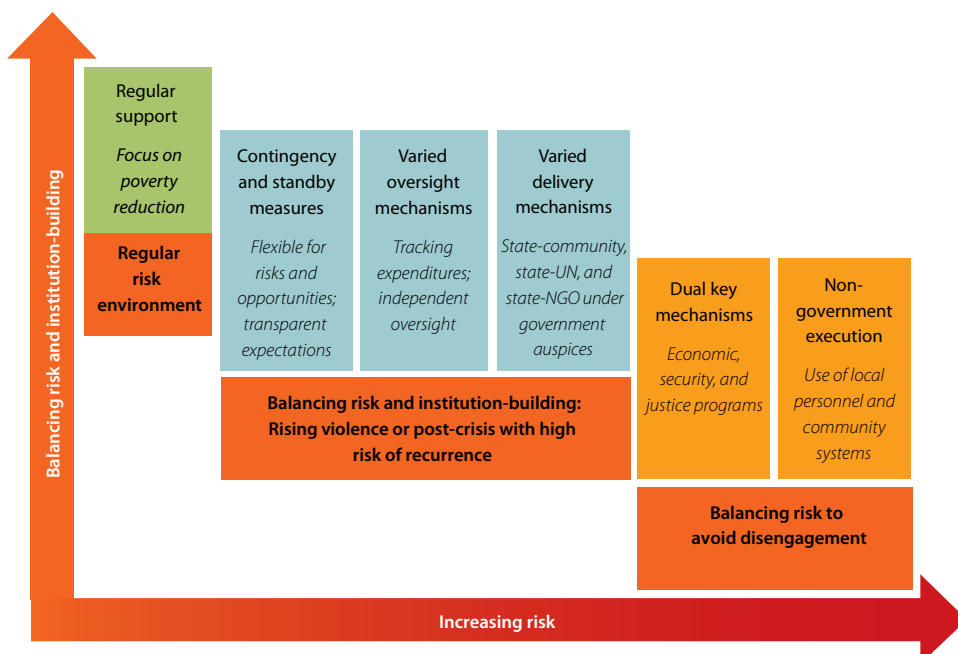 Balancing risk and institution-building
Regular
support
Focus on
poverty
reduction
Regular
risk
environment
Contingency
and standby
measures
Flexible for
risks and
opportunities;
transparent
expectations
Varied
oversight
mechanisms
Tracking
expenditures;
independent
oversight
Varied
delivery
mechanisms
State-community,
state-UN, and
state-NGO under
government
auspices
Balancing risk and institution-building:
Rising violence or post-crisis with high
risk of recurrence
Dual key
mechanisms
Economic,
security, and
justice programs
Non-
government
execution
Use of local
personnel and
community
systems
Balancing risk to
avoid disengagement
Increasing risk